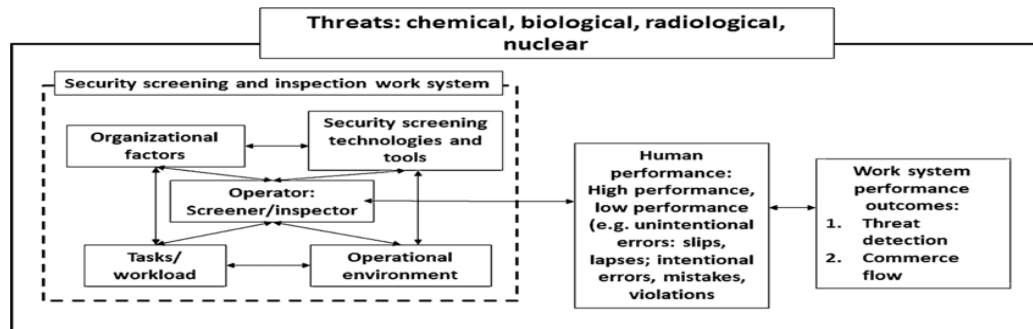 Threats: chemical, biological, radiological,
nuclear
Security screening and inspection work system
Organizational
factors
Security screening
technologies and
tools
Operator:
Screener/inspector
Tasks/
workload
Operational
environment
Human
performance:
High performance,
low performance
(e.g. unintentional
errors: slips,
lapses; intentional
errors, mistakes,
violations
Work system
performance
outcomes:
1. Threat
detection
2. Commerce
flow